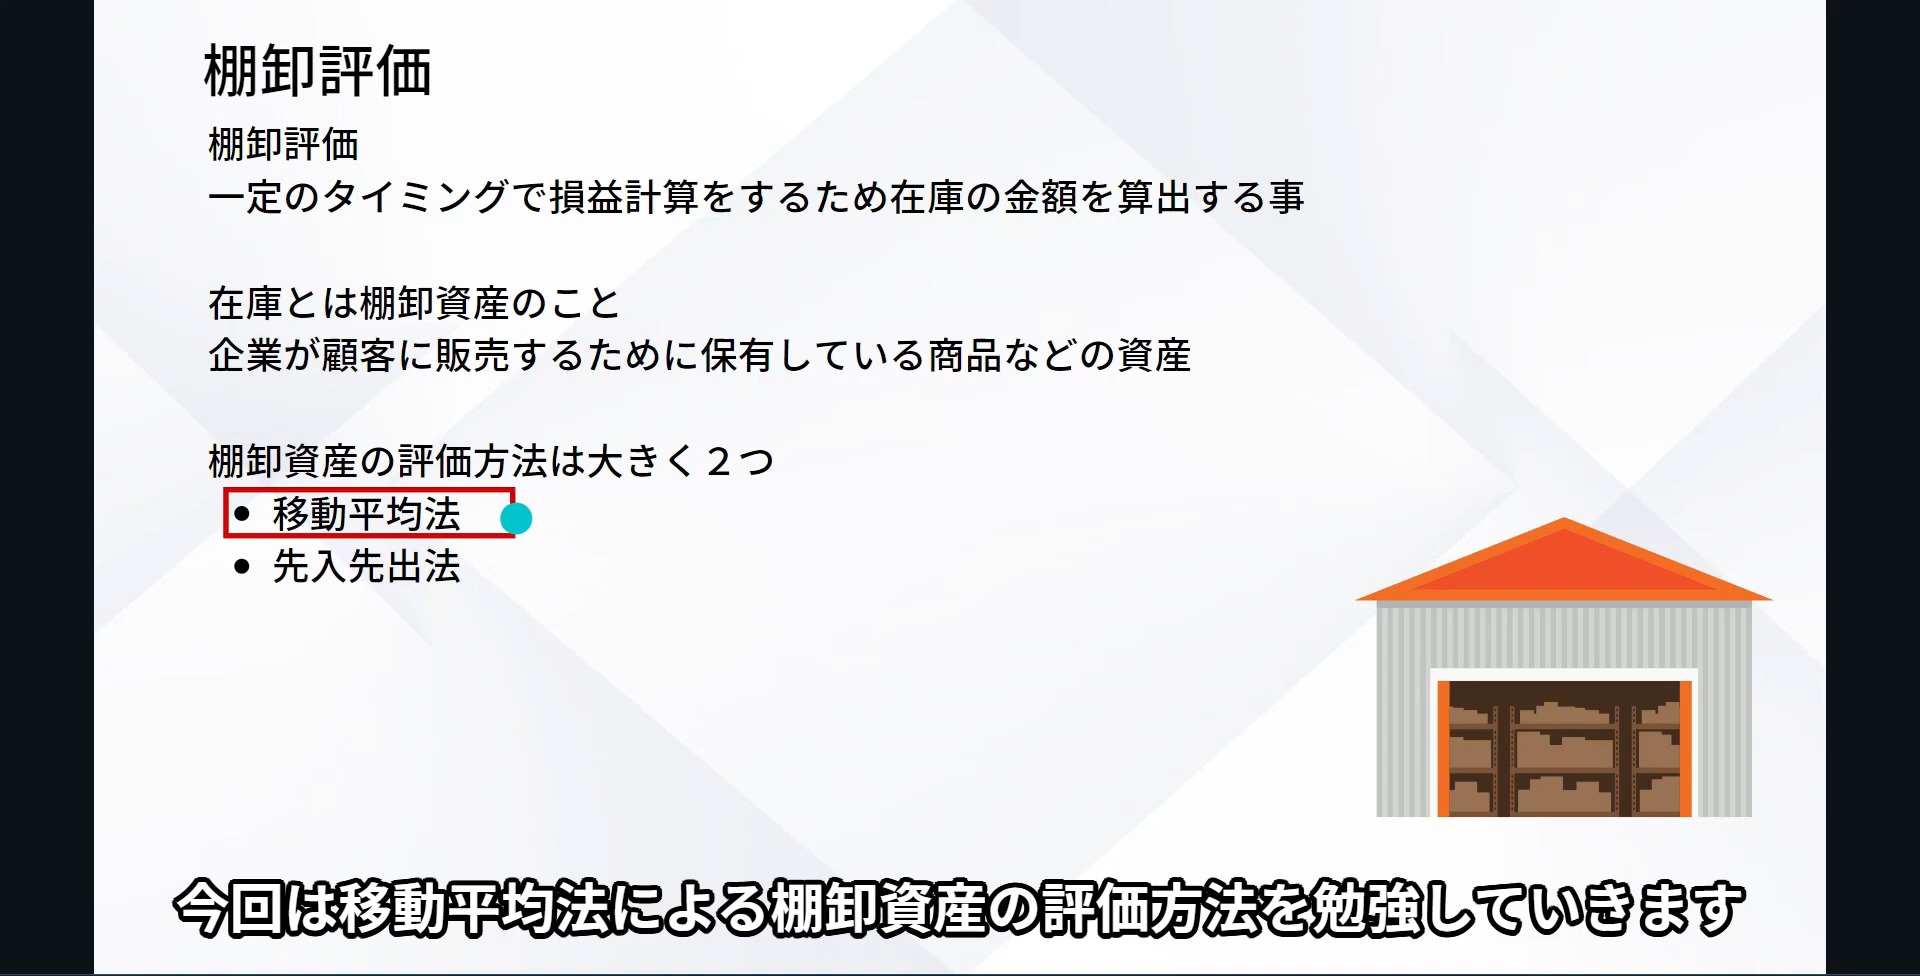 棚卸評価
棚卸評価
一定のタイミングで損益計算をするため在庫の金額を算出する事
在庫とは棚卸資産のこと
企業が顧客に販売するために保有している商品などの資産
棚卸資産の評価方法は大きく２つ
● 移動平均法
● 先入先出法
今回は移動平均法による棚卸資産の評価方法を勉強していきます